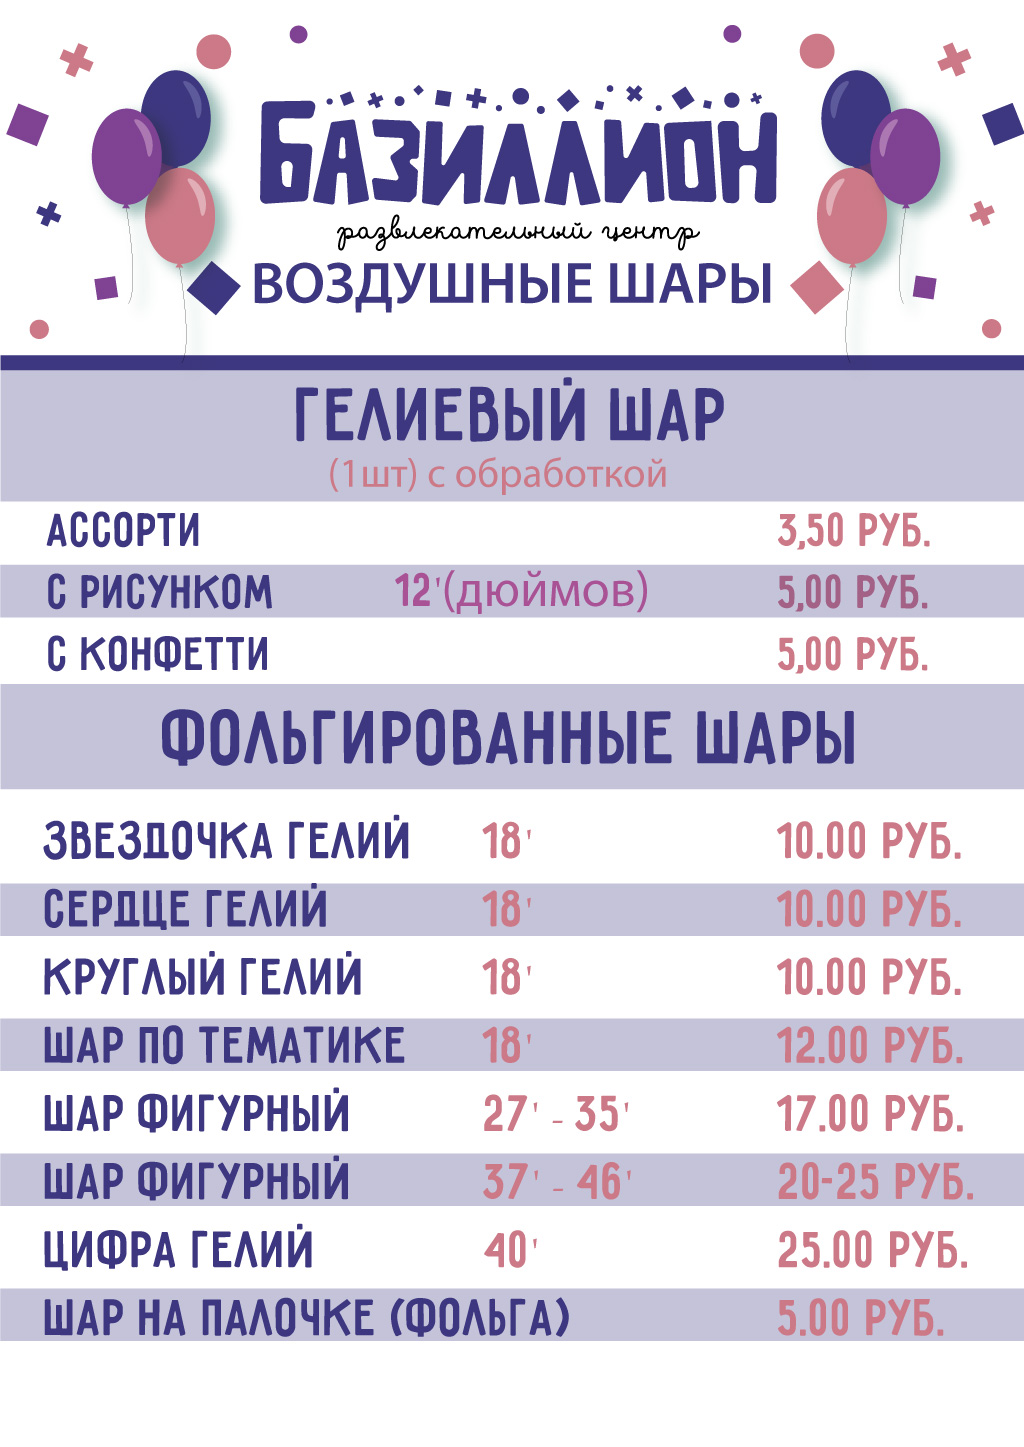 БАЗИЛЛИОН
развлекательный центр
ВОЗДУШНЫЕ ШАРЫ
ГЕЛИЕВЫЙ ШАР
(1шт) с обработкой
АССОРТИ 3,50 РУБ.
С РИСУНКОМ 12'(дюймов) 5,00 РУБ.
С КОНФЕТТИ 5,00 РУБ.
ФОЛЬГИРОВАННЫЕ ШАРЫ
ЗВЕЗДОЧКА ГЕЛИЙ 18' 10.00 РУБ.
СЕРДЦЕ ГЕЛИЙ 18' 10.00 РУБ.
КРУГЛЫЙ ГЕЛИЙ 18' 10.00 РУБ.
ШАР ПО ТЕМАТИКЕ 18' 12.00 РУБ.
ШАР ФИГУРНЫЙ 27' - 35' 17.00 РУБ.
ШАР ФИГУРНЫЙ 37' - 46' 20-25 РУБ.
ЦИФРА ГЕЛИЙ 40' 25.00 РУБ.
ШАР НА ПАЛОЧКЕ (ФОЛЬГА) 5.00 РУБ.